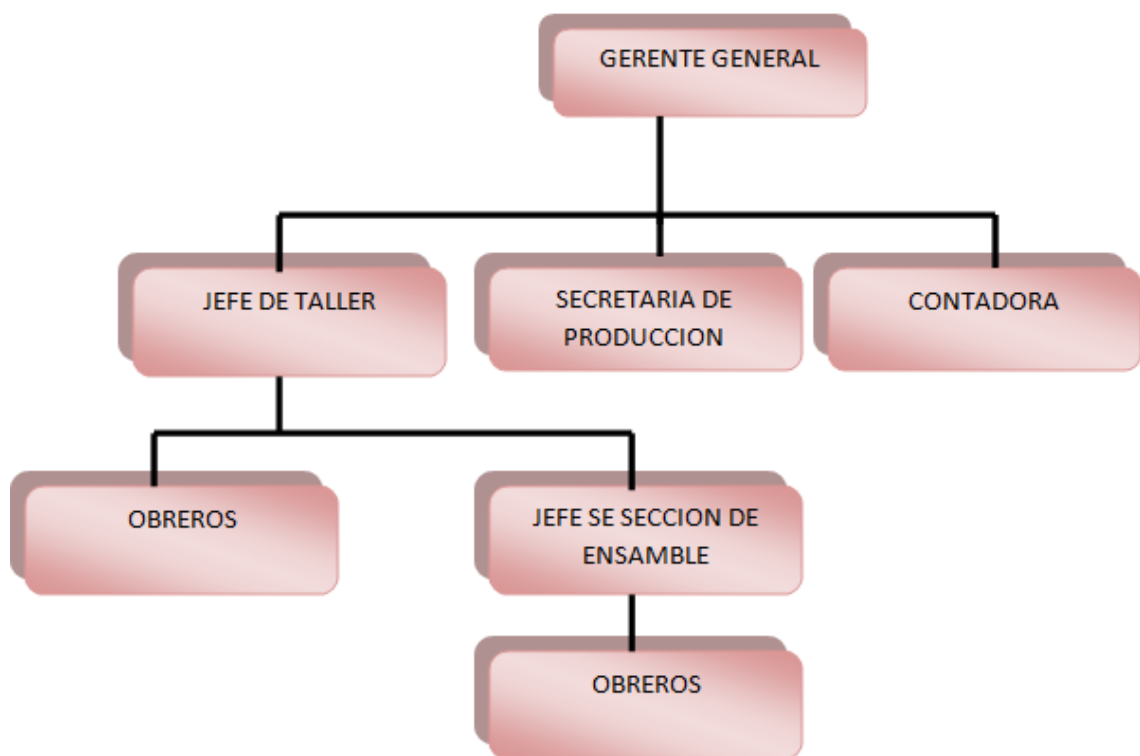 GERENTE GENERAL
JEFE DE TALLER
SECRETARIA DE
PRODUCCION
CONTADORA
OBREROS
JEFE SE SECCION DE
ENSAMBLE
OBREROS